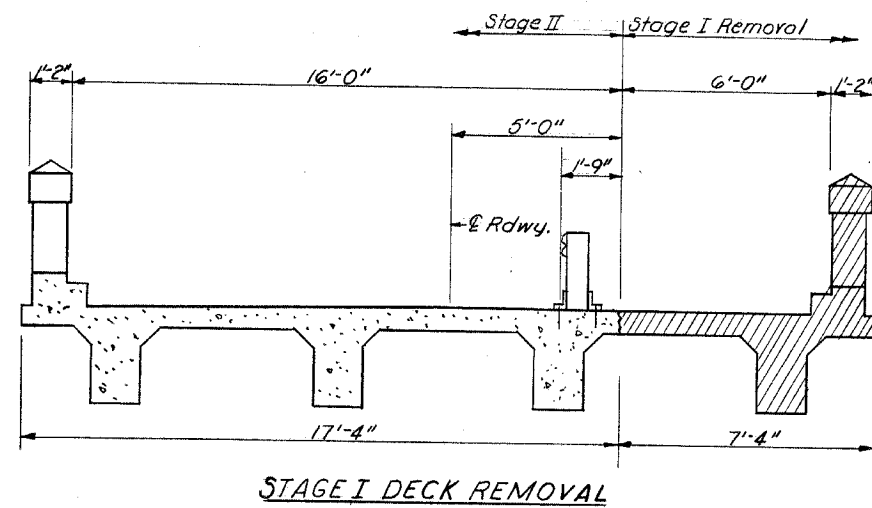 Stage II
Stage I Removal
1'-2"
16'-0"
6'-0"
1'-2"
5'-0"
1'-9"
℄ Rdwy.
17'-4"
7'-4"
STAGE I DECK REMOVAL